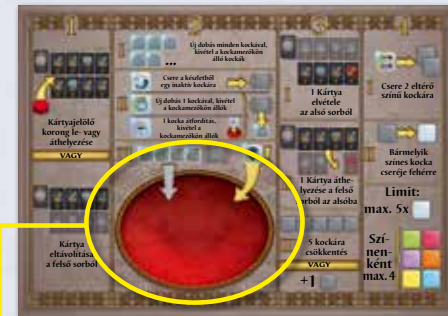 Kártyajelölő
korong le- vagy
áthelyezése
VAGY
Kártya
eltávolítása
a felső sorból
Új dobás minden kockával,
kivétel a kockamezőkön
álló kockák
...
Csere a készletből
egy inaktív kockára
Új dobás 1 kockával, kivétel
a kockamezőkön állók
1 kocka átfordítás,
kivétel a
kockamezőkön állók
1 Kártya
elvétele
az alsó sorból
1 Kártya áthe-
lyezése a felső
sorból az alsóba
5 kockára
csökkentés
VAGY
+1
Csere 2 eltérő
színű kockára
Bármelyik
színes kocka
cseréje fehérre
Limit:
max. 5x
Szí-
nen-
ként
max. 4